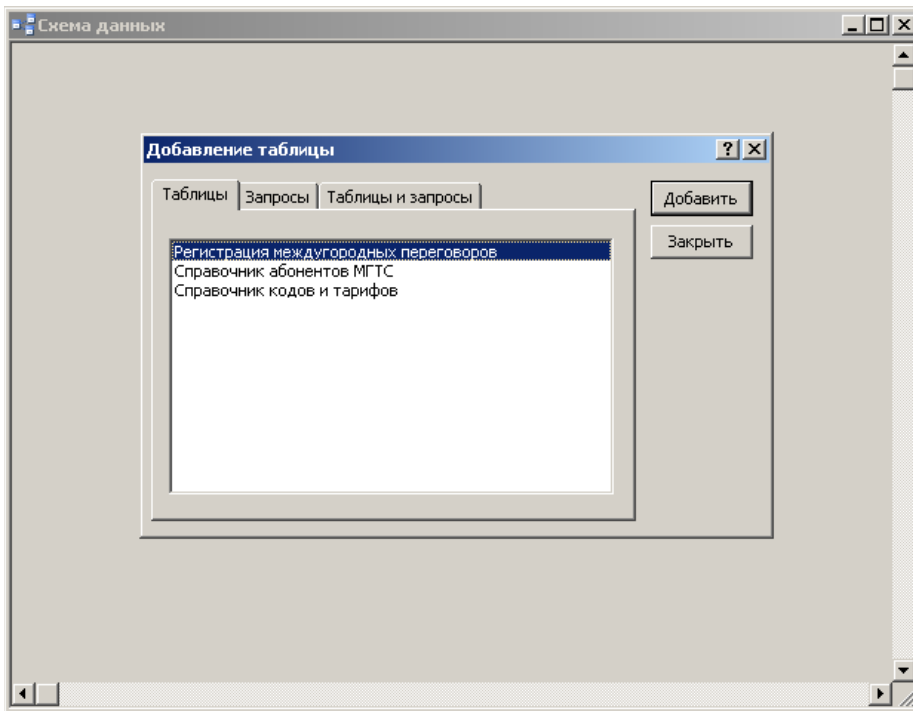 Схема данных
Добавление таблицы
Таблицы Запросы Таблицы и запросы
Добавить
Закрыть
Регистрация междугородных переговоров
Справочник абонентов МГТС
Справочник кодов и тарифов